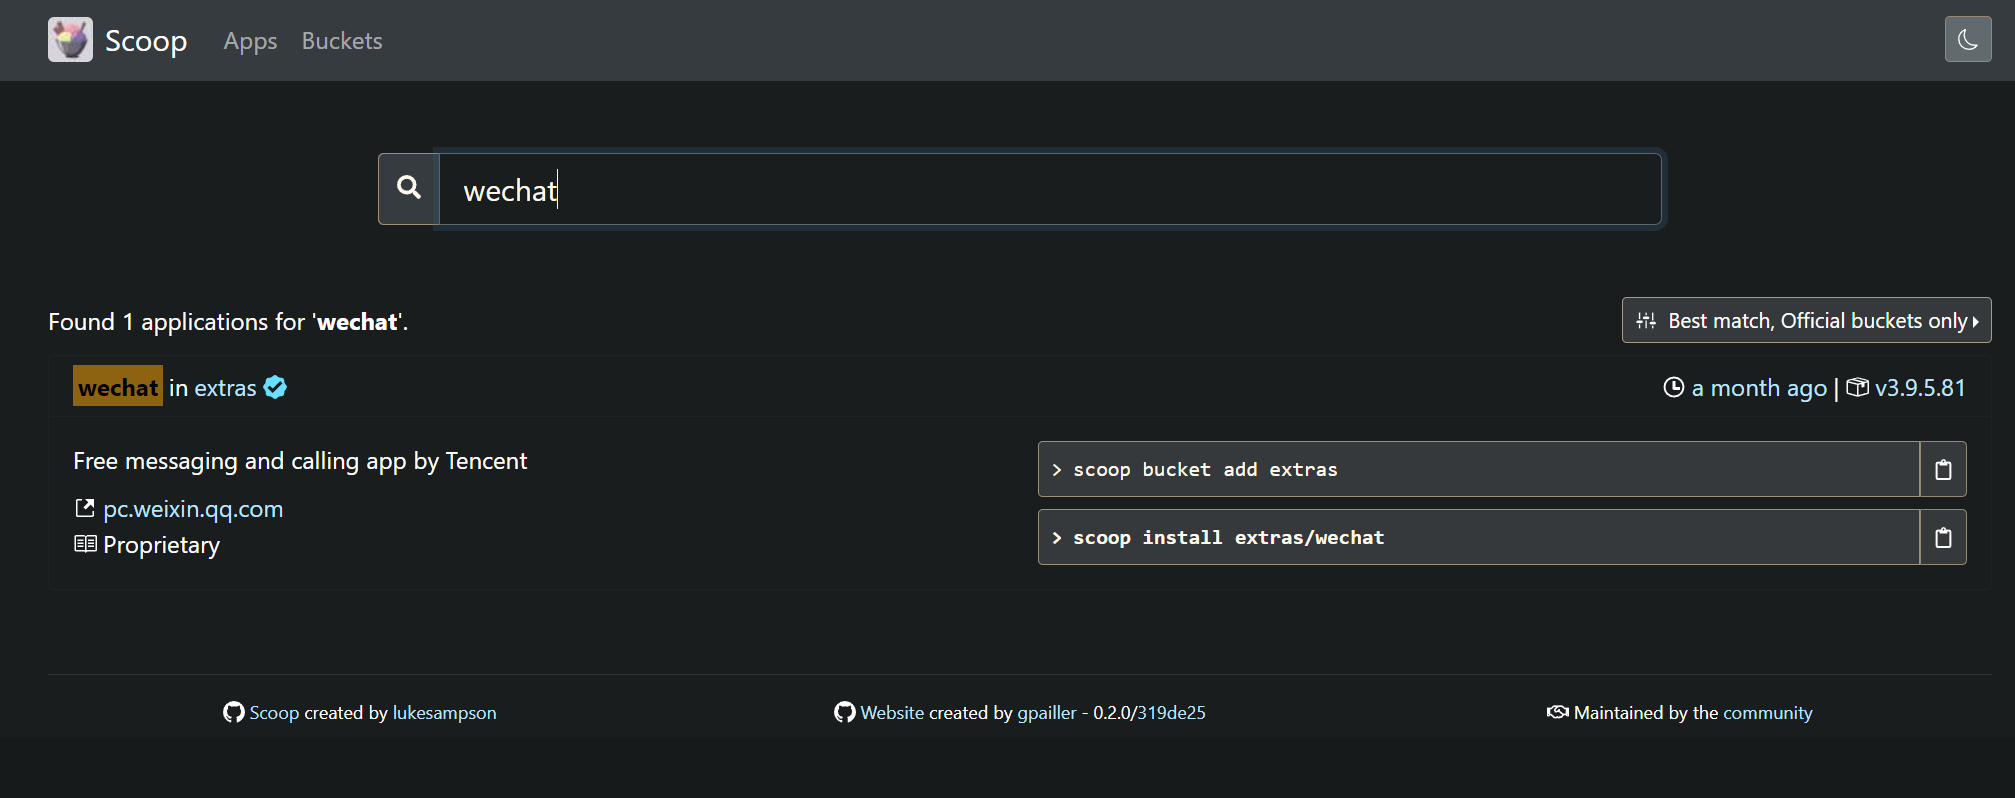 Scoop Apps Buckets
wechat
Found 1 applications for 'wechat'.
Best match, Official buckets only
wechat in extras
a month ago | v3.9.5.81
Free messaging and calling app by Tencent
pc.weixin.qq.com
Proprietary
> scoop bucket add extras
> scoop install extras/wechat
Scoop created by lukesampson
Website created by gpailler - 0.2.0/319de25
Maintained by the community